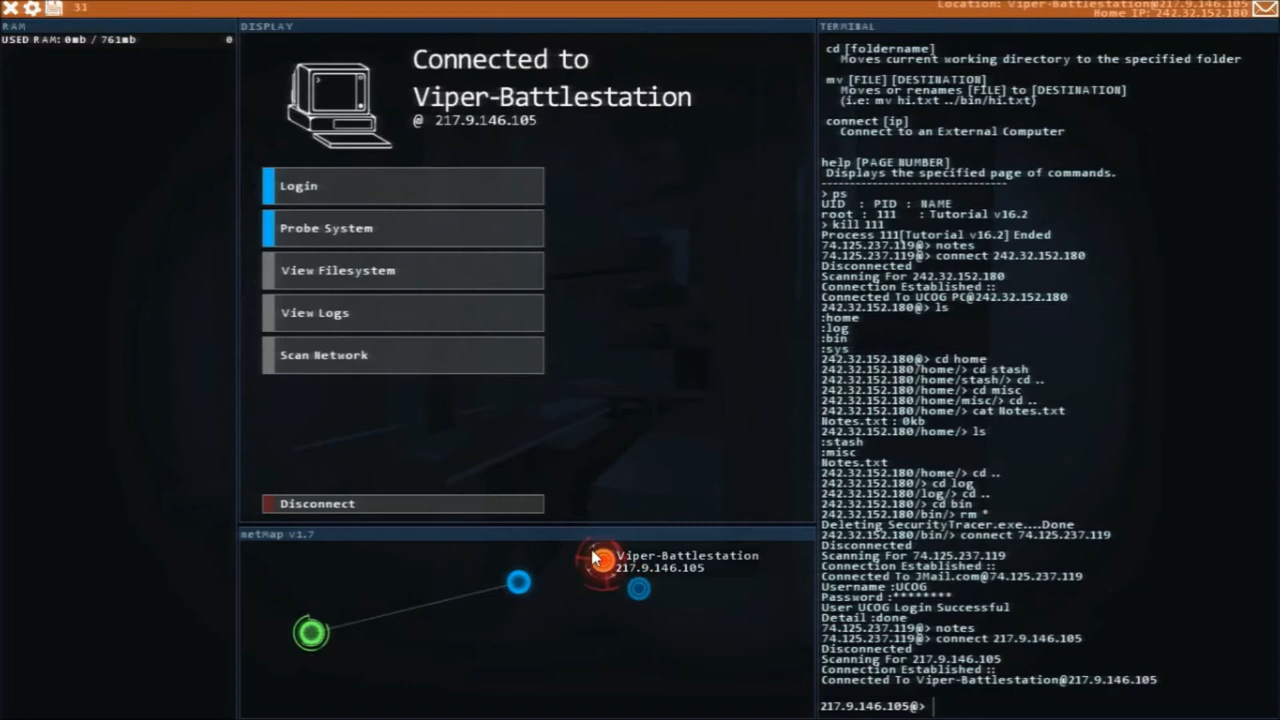 31
Location: Viper-Battlestation@217.9.146.105
Home IP: 242.32.152.180
RAM
USED RAM: 0mb / 761mb 0
DISPLAY
Connected to
Viper-Battlestation
@ 217.9.146.105
Login
Probe System
View Filesystem
View Logs
Scan Network
Disconnect
netMap v1.7
Viper-Battlestation
217.9.146.105
TERMINAL
cd [foldername]
Moves current working directory to the specified folder
mv [FILE] [DESTINATION]
Moves or renames [FILE] to [DESTINATION]
(i.e: mv hi.txt ../bin/hi.txt)
connect [ip]
Connect to an External Computer
help [PAGE NUMBER]
Displays the specified page of commands.
---------------------------------
> ps
UID : PID : NAME
root : 111 : Tutorial v16.2
> kill 111
Process 111[Tutorial v16.2] Ended
74.125.237.119@> notes
74.125.237.119@> connect 242.32.152.180
Disconnected
Scanning For 242.32.152.180
Connection Established ::
Connected To UCOG PC@242.32.152.180
242.32.152.180@> ls
:home
:log
:bin
:sys
242.32.152.180@> cd home
242.32.152.180/home/> cd stash
242.32.152.180/home/stash/> cd ..
242.32.152.180/home/> cd misc
242.32.152.180/home/misc/> cd ..
242.32.152.180/home/> cat Notes.txt
Notes.txt : 0kb
242.32.152.180/home/> ls
:stash
:misc
Notes.txt
242.32.152.180/home/> cd ..
242.32.152.180/> cd log
242.32.152.180/log/> cd ..
242.32.152.180/> cd bin
242.32.152.180/bin/> rm *
Deleting SecurityTracer.exe....Done
242.32.152.180/bin/> connect 74.125.237.119
Disconnected
Scanning For 74.125.237.119
Connection Established ::
Connected To JMail.com@74.125.237.119
Username :UCOG
Password :********
User UCOG Login Successful
Detail :done
74.125.237.119@> notes
74.125.237.119@> connect 217.9.146.105
Disconnected
Scanning For 217.9.146.105
Connection Established ::
Connected To Viper-Battlestation@217.9.146.105
217.9.146.105@>